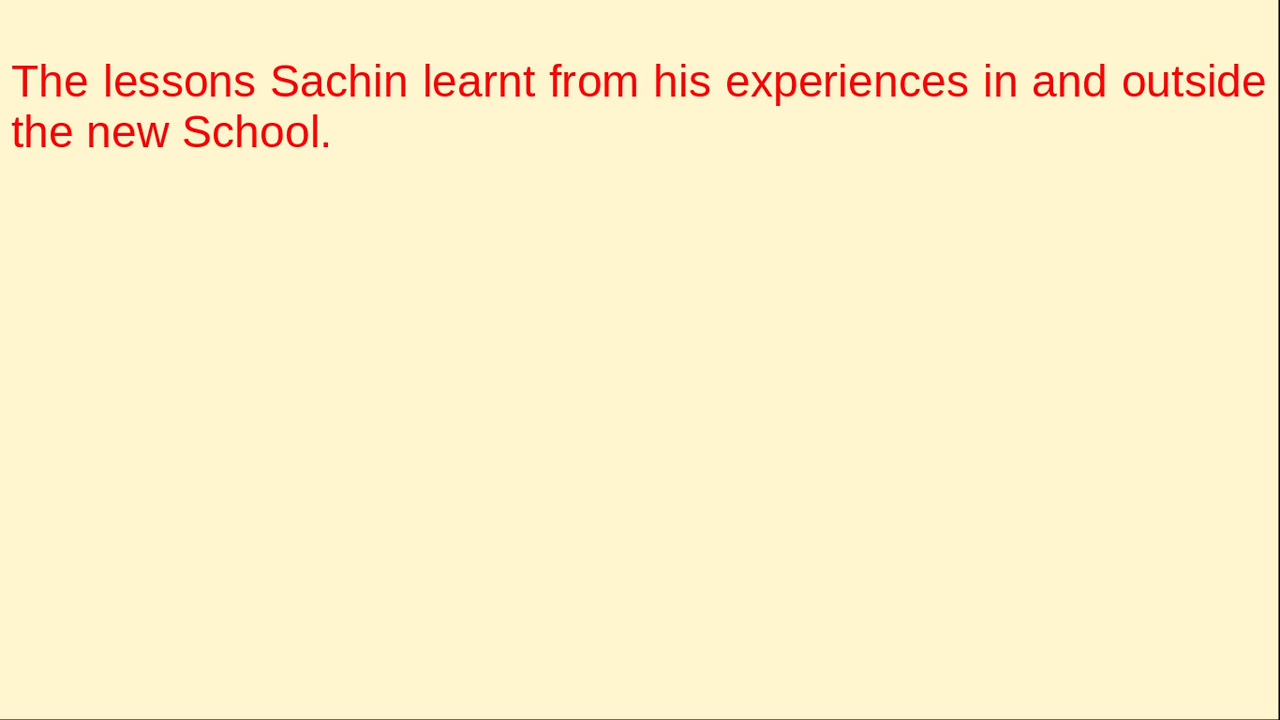 The lessons Sachin learnt from his experiences in and outside
the new School.